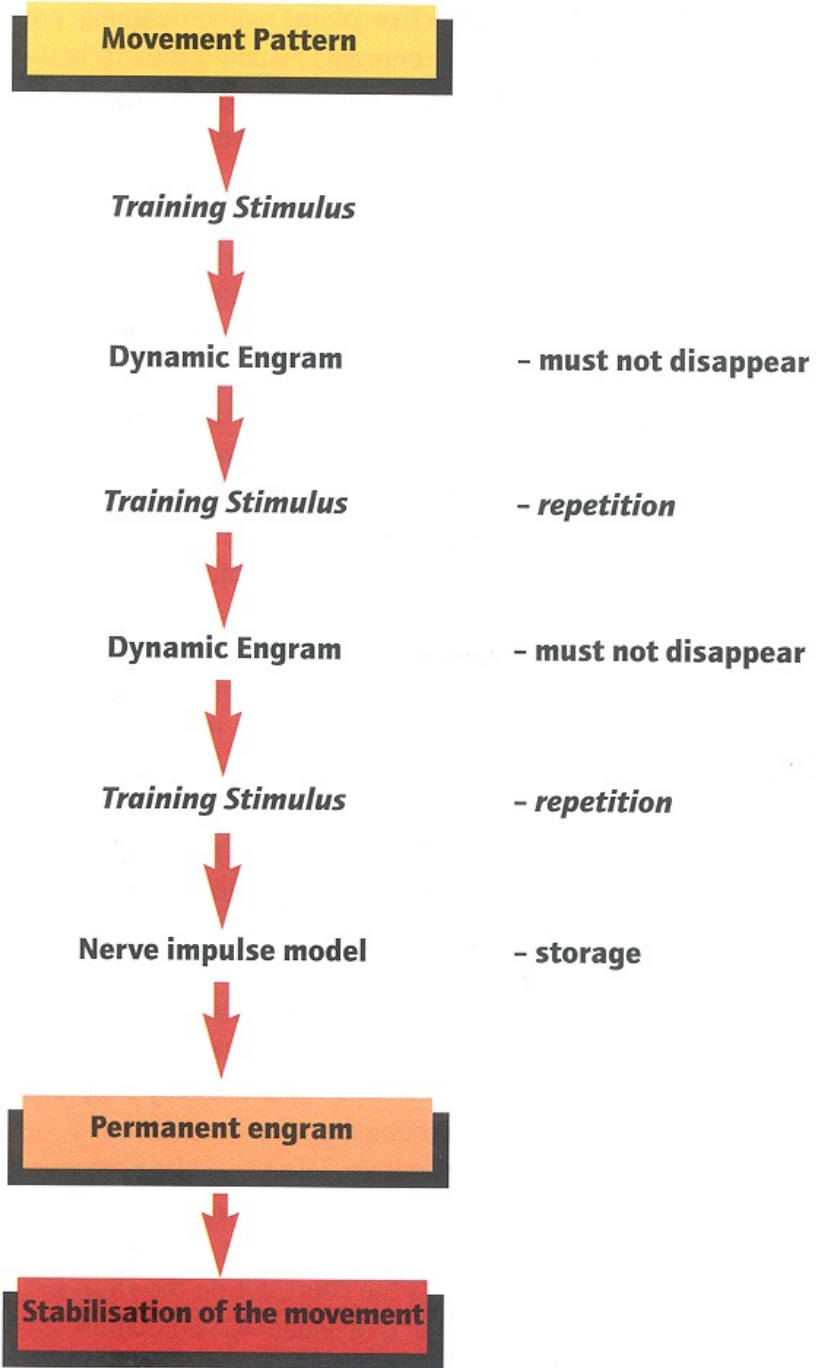 Movement Pattern
Training Stimulus
Dynamic Engram – must not disappear
Training Stimulus – repetition
Dynamic Engram – must not disappear
Training Stimulus – repetition
Nerve impulse model – storage
Permanent engram
Stabilisation of the movement